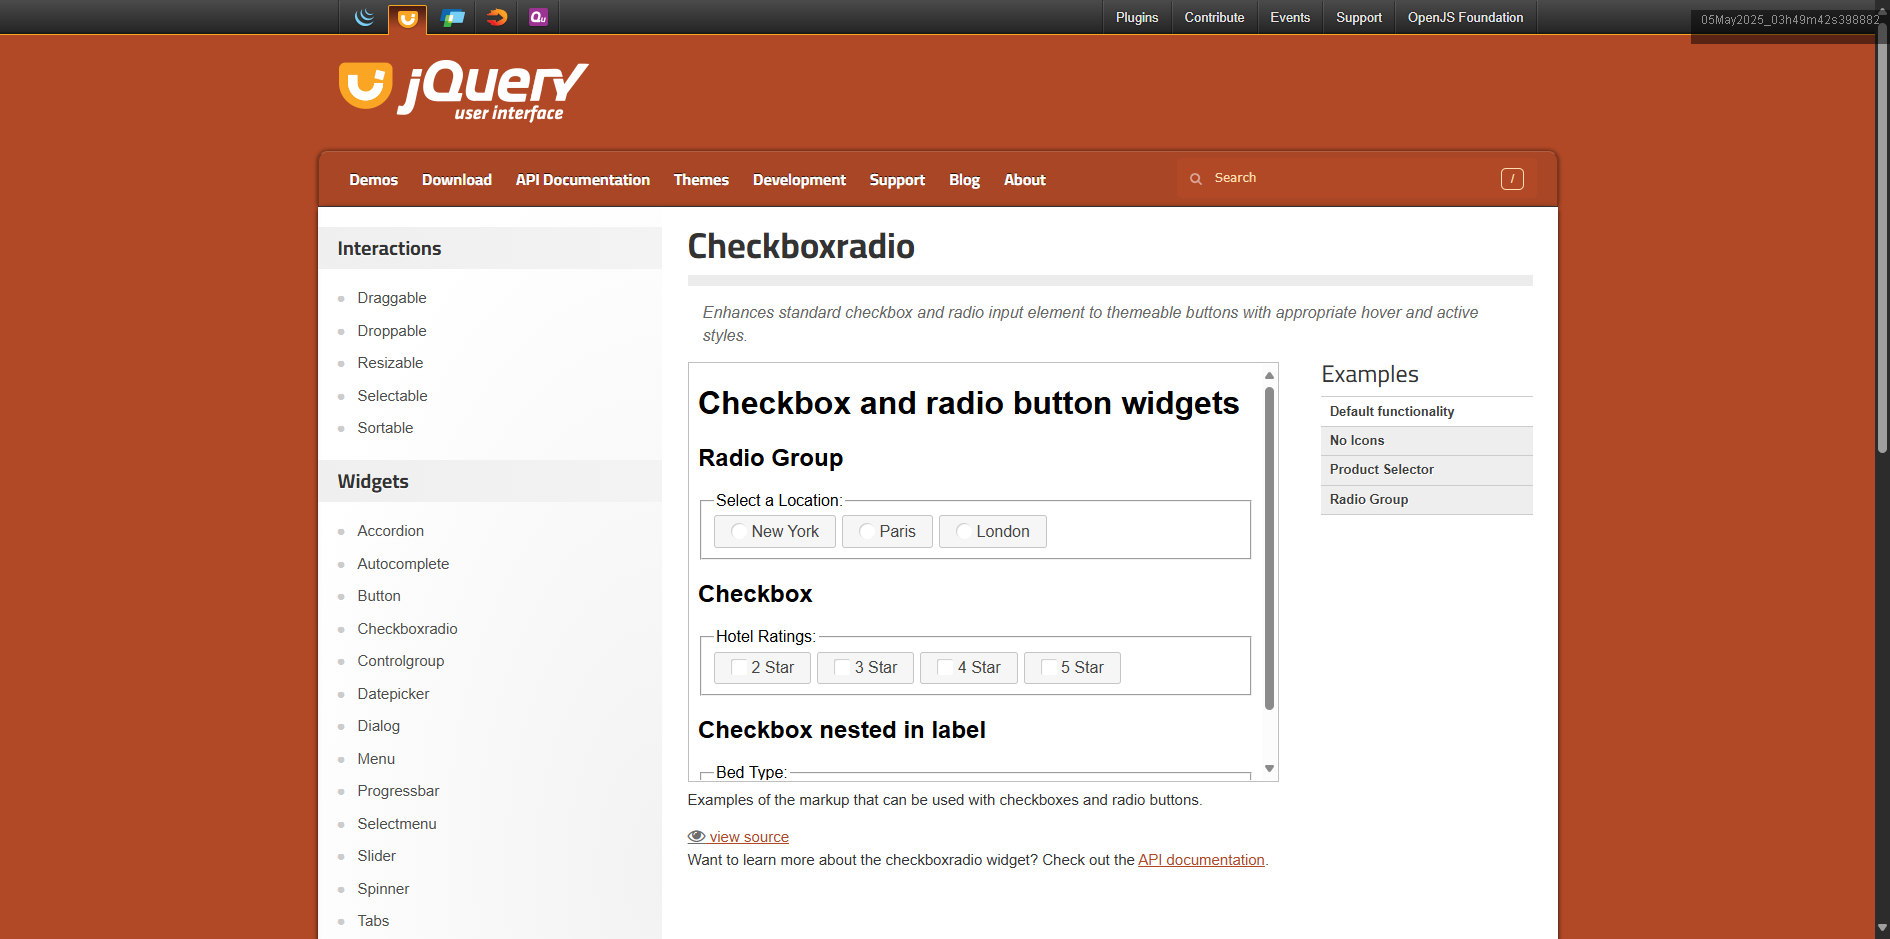 Qu
Plugins
Contribute
Events
Support
OpenJS Foundation
05May2025_03h49m42s398882
jQuery
user interface
Demos
Download
API Documentation
Themes
Development
Support
Blog
About
Search
/
Interactions
Draggable
Droppable
Resizable
Selectable
Sortable
Widgets
Accordion
Autocomplete
Button
Checkboxradio
Controlgroup
Datepicker
Dialog
Menu
Progressbar
Selectmenu
Slider
Spinner
Tabs
Checkboxradio
Enhances standard checkbox and radio input element to themeable buttons with appropriate hover and active
styles.
Checkbox and radio button widgets
Radio Group
Select a Location:
New York
Paris
London
Checkbox
Hotel Ratings:
2 Star
3 Star
4 Star
5 Star
Checkbox nested in label
Bed Type:
Examples of the markup that can be used with checkboxes and radio buttons.
view source
Want to learn more about the checkboxradio widget? Check out the API documentation.
Examples
Default functionality
No Icons
Product Selector
Radio Group